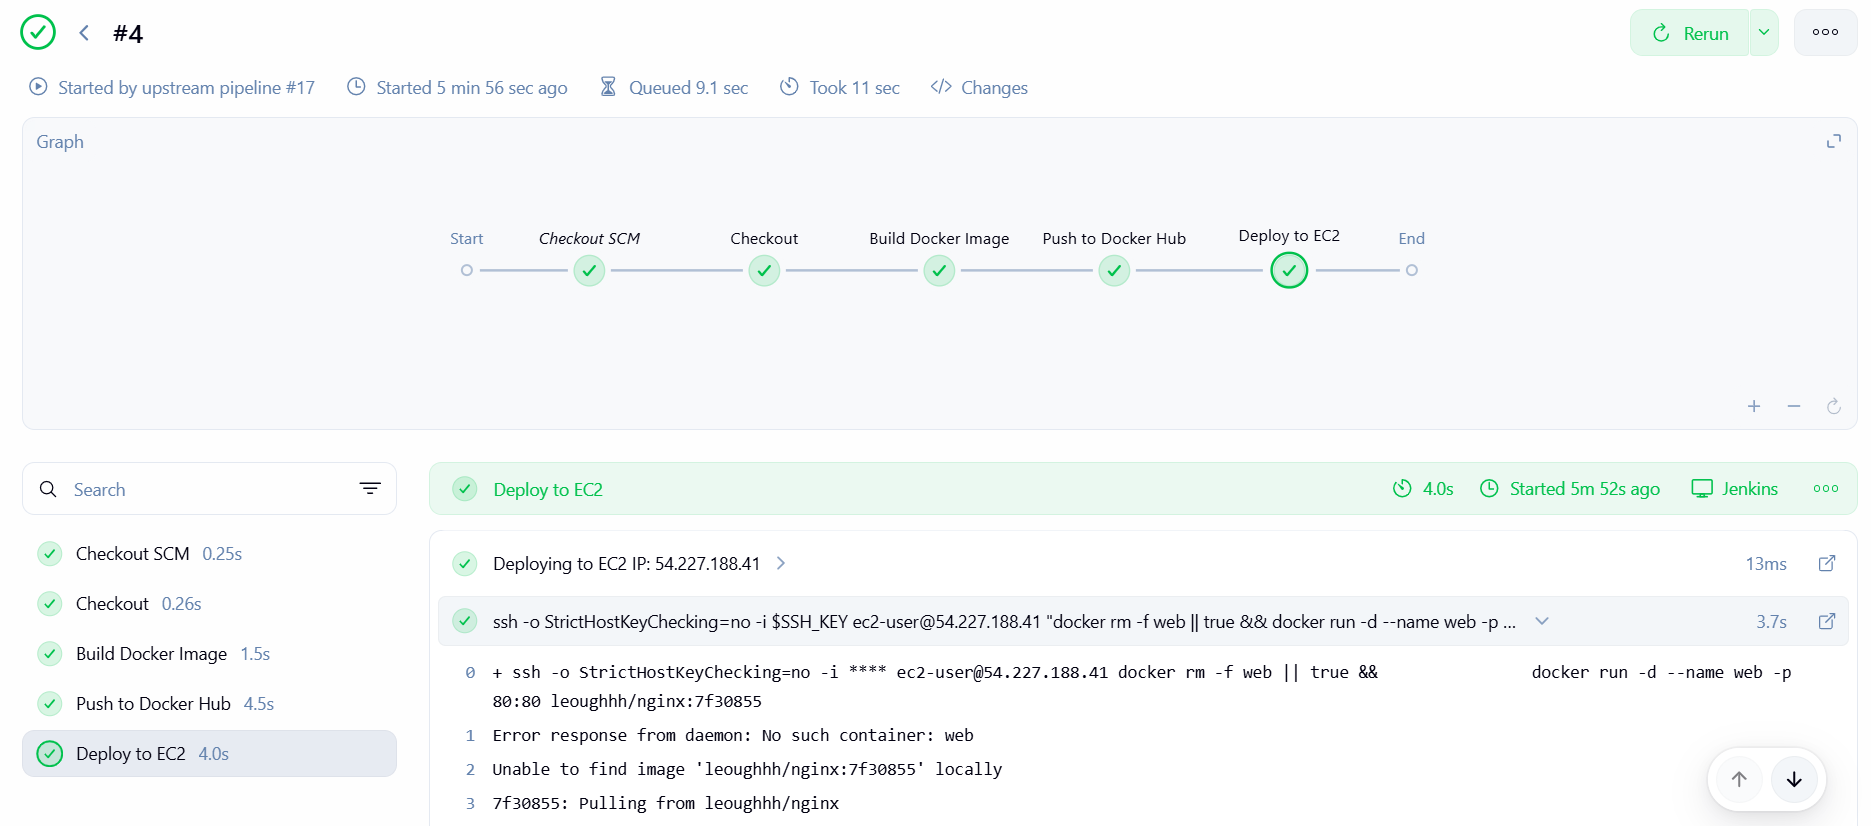 #4
Rerun
Started by upstream pipeline #17
Started 5 min 56 sec ago
Queued 9.1 sec
Took 11 sec
Changes
Graph
Start
Checkout SCM
Checkout
Build Docker Image
Push to Docker Hub
Deploy to EC2
End
Search
Checkout SCM 0.25s
Checkout 0.26s
Build Docker Image 1.5s
Push to Docker Hub 4.5s
Deploy to EC2 4.0s
Deploy to EC2
4.0s
Started 5m 52s ago
Jenkins
Deploying to EC2 IP: 54.227.188.41
13ms
ssh -o StrictHostKeyChecking=no -i $SSH_KEY ec2-user@54.227.188.41 "docker rm -f web || true && docker run -d --name web -p ...
3.7s
0 + ssh -o StrictHostKeyChecking=no -i **** ec2-user@54.227.188.41 docker rm -f web || true && docker run -d --name web -p
80:80 leoughhh/nginx:7f30855
1 Error response from daemon: No such container: web
2 Unable to find image 'leoughhh/nginx:7f30855' locally
3 7f30855: Pulling from leoughhh/nginx